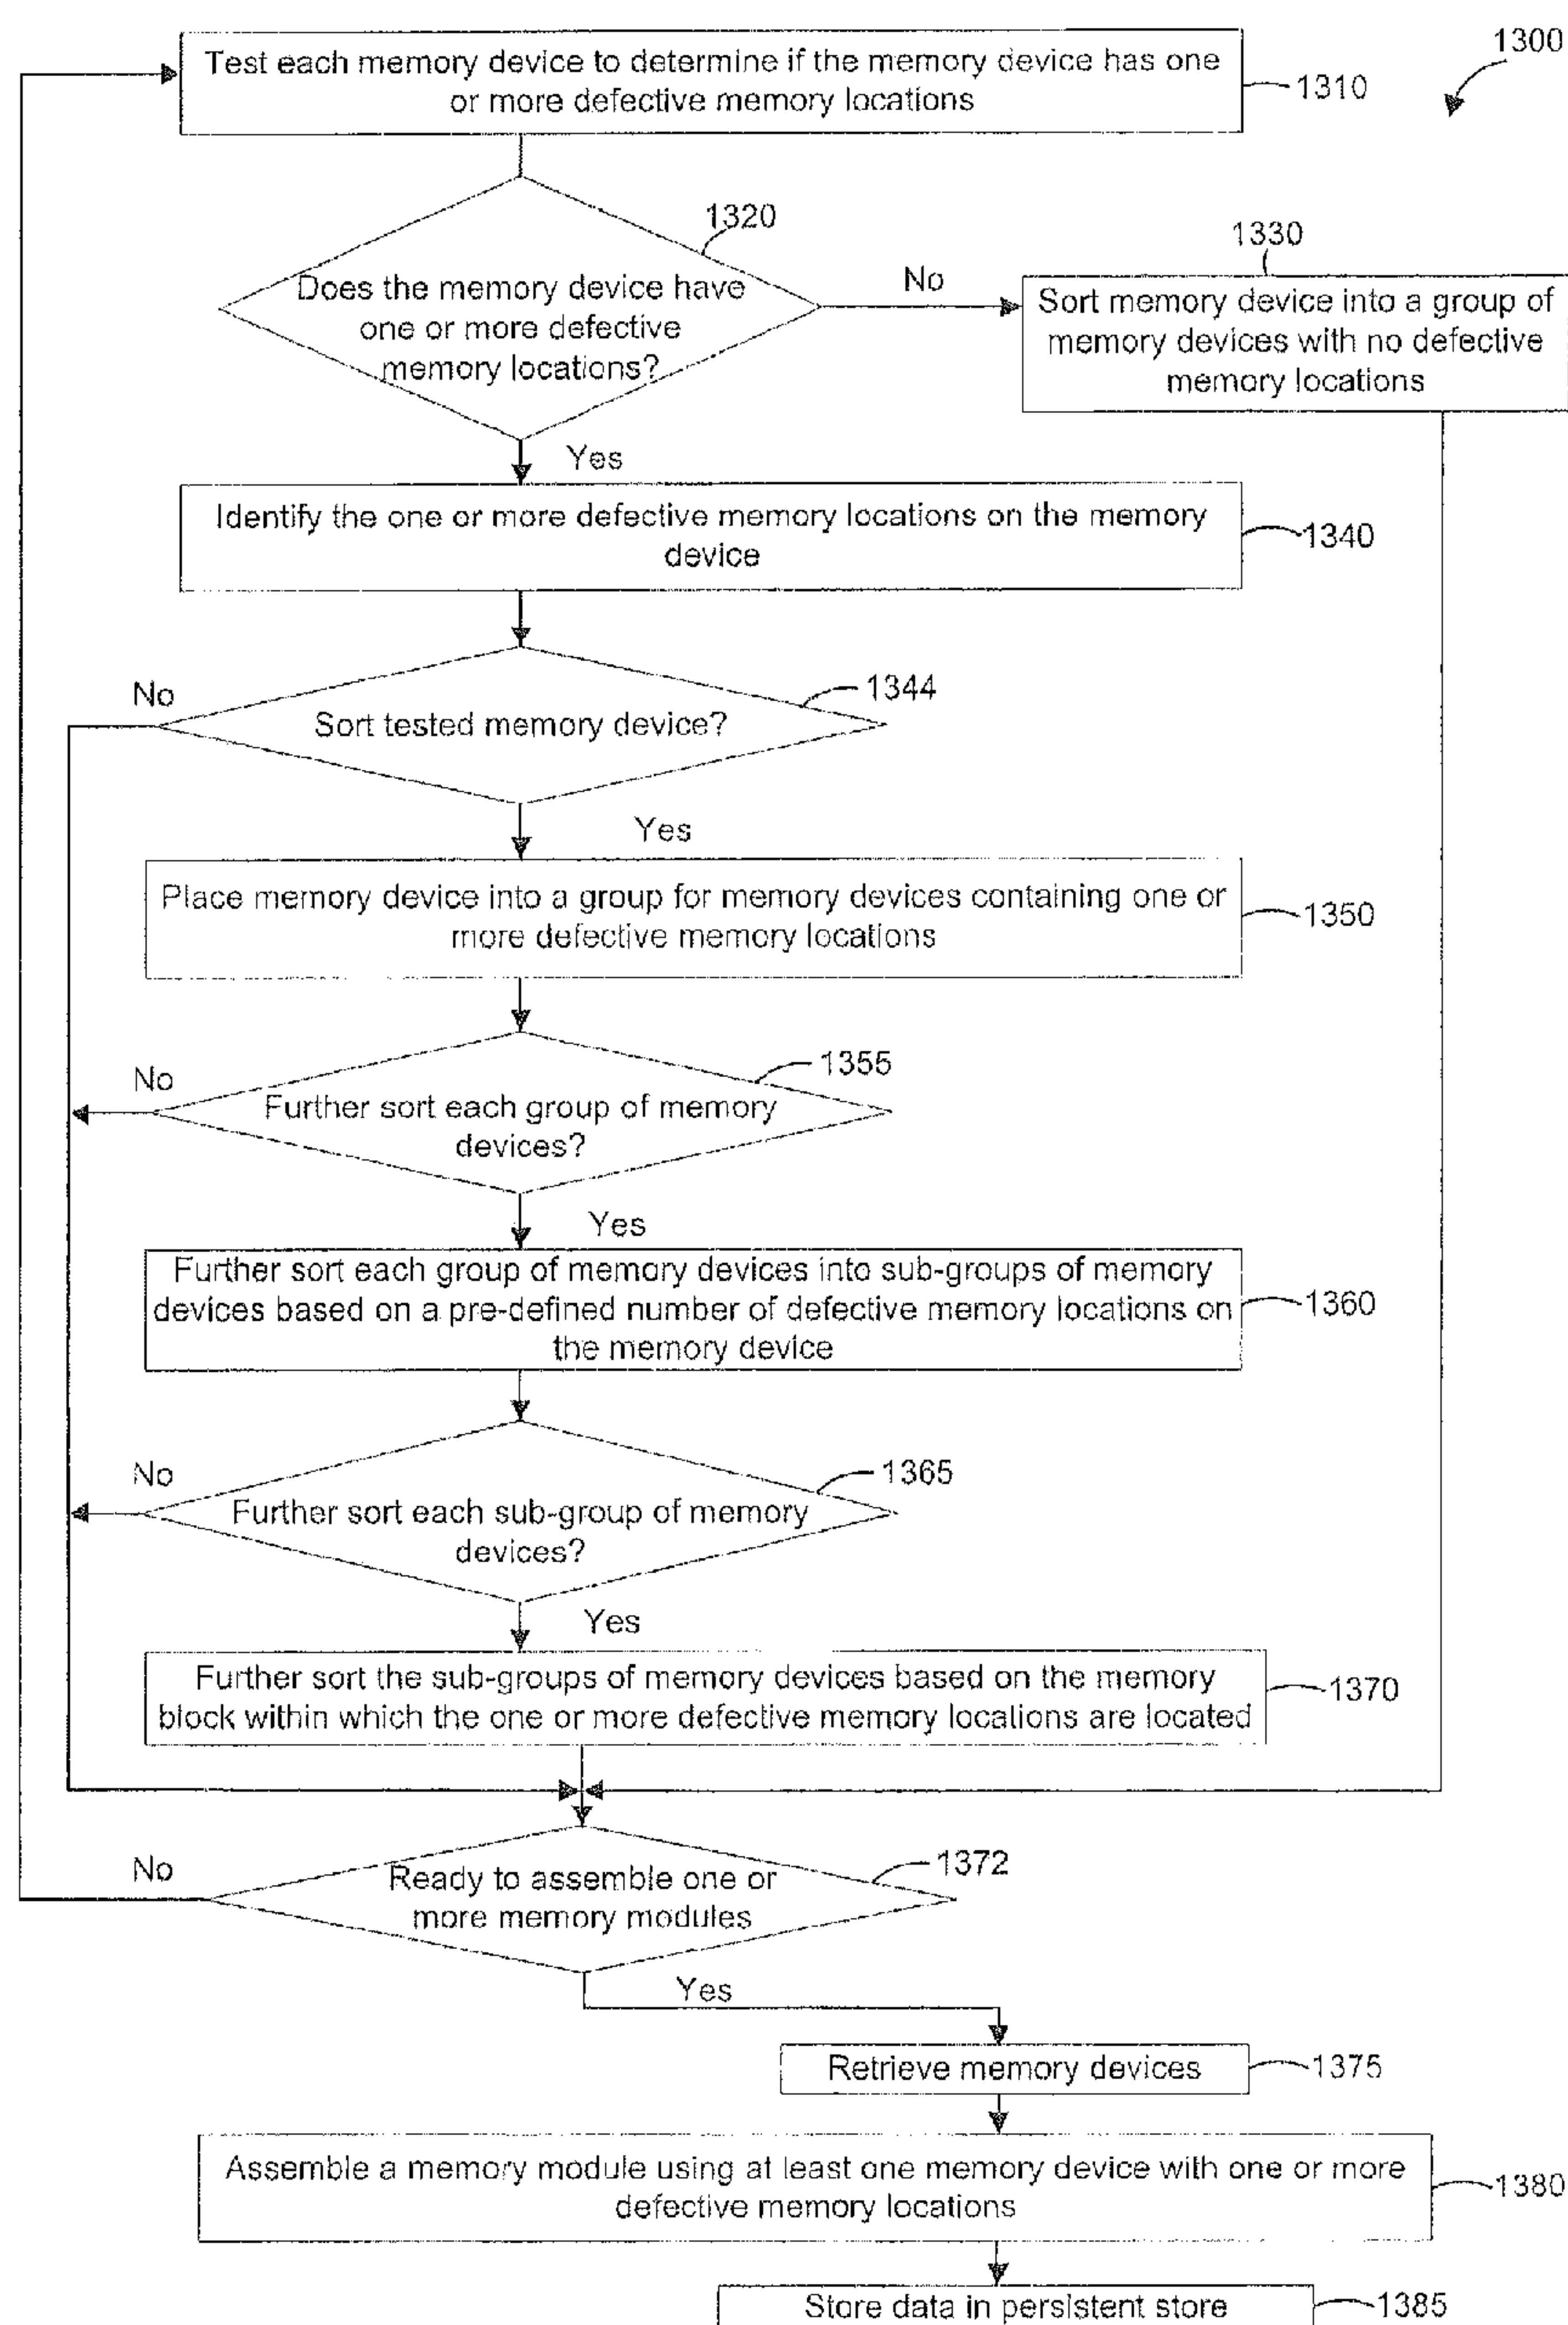 1300
Test each memory device to determine if the memory device has one
or more defective memory locations
1310
1320
Does the memory device have
one or more defective
memory locations?
No
1330
Sort memory device into a group of
memory devices with no defective
memory locations
Yes
Identify the one or more defective memory locations on the memory
device
1340
No
1344
Sort tested memory device?
Yes
Place memory device into a group for memory devices containing one or
more defective memory locations
1350
No
1355
Further sort each group of memory
devices?
Yes
Further sort each group of memory devices into sub-groups of memory
devices based on a pre-defined number of defective memory locations on
the memory device
1360
No
1365
Further sort each sub-group of memory
devices?
Yes
Further sort the sub-groups of memory devices based on the memory
block within which the one or more defective memory locations are located
1370
No
1372
Ready to assemble one or
more memory modules
Yes
Retrieve memory devices
1375
Assemble a memory module using at least one memory device with one or more
defective memory locations
1380
Store data in persistent store
1385